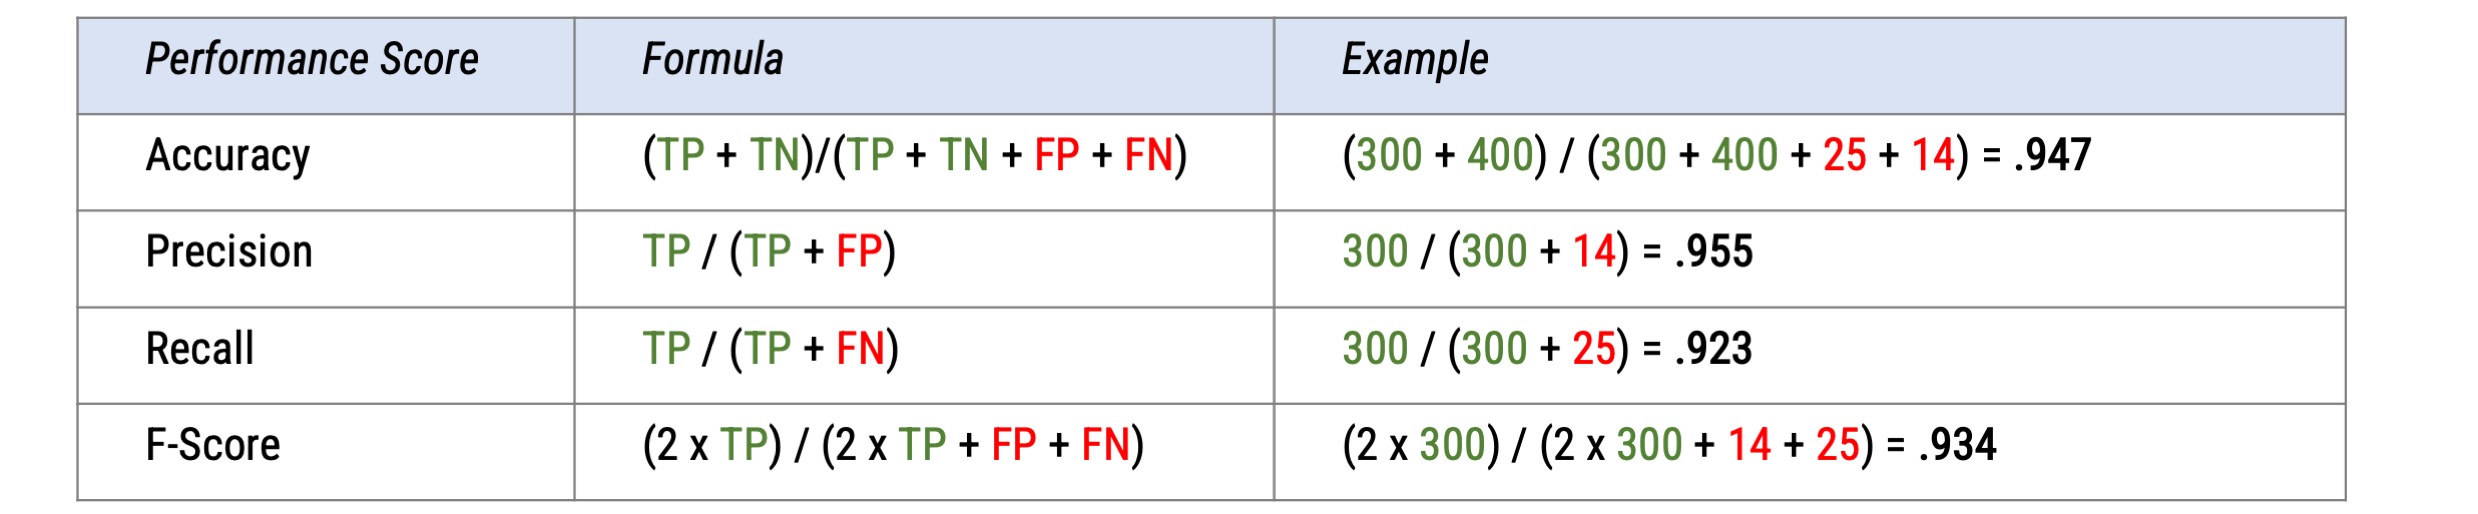 Performance Score Formula Example
Accuracy (TP + TN)/(TP + TN + FP + FN) (300 + 400) / (300 + 400 + 25 + 14) = .947
Precision TP / (TP + FP) 300 / (300 + 14) = .955
Recall TP / (TP + FN) 300 / (300 + 25) = .923
F-Score (2 x TP) / (2 x TP + FP + FN) (2 x 300) / (2 x 300 + 14 + 25) = .934